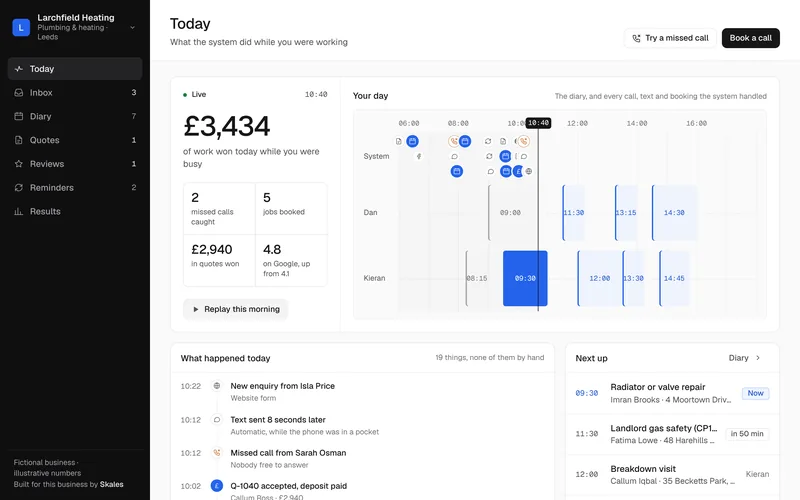 L
Larchfield Heating
Plumbing & heating ·
Leeds
Today
Inbox 3
Diary 7
Quotes 1
Reviews 1
Reminders 2
Results
Fictional business ·
illustrative numbers
Built for this business by Skales
Today
What the system did while you were working
Try a missed call
Book a call
Live 10:40
£3,434
of work won today while you were
busy
2
missed calls
caught
5
jobs booked
£2,940
in quotes won
4.8
on Google, up
from 4.1
Replay this morning
Your day
The diary, and every call, text and booking the system handled
06:00 08:00 10:00 10:40 12:00 14:00 16:00
System
Dan
09:00 11:30 13:15 14:30
Kieran
08:15 09:30 12:00 13:30 14:45
What happened today
19 things, none of them by hand
10:22 New enquiry from Isla Price
Website form
10:12 Text sent 8 seconds later
Automatic, while the phone was in a pocket
10:12 Missed call from Sarah Osman
Nobody free to answer
10:02 £ Q-1040 accepted, deposit paid
Callum Ross · £2,940
Next up
Diary
09:30 Radiator or valve repair
Imran Brooks · 4 Moortown Driv…
Now
11:30 Landlord gas safety (CP1…
Fatima Lowe · 48 Harehills …
in 50 min
12:00 Breakdown visit
Callum Iqbal · 35 Becketts Park, …
Kieran